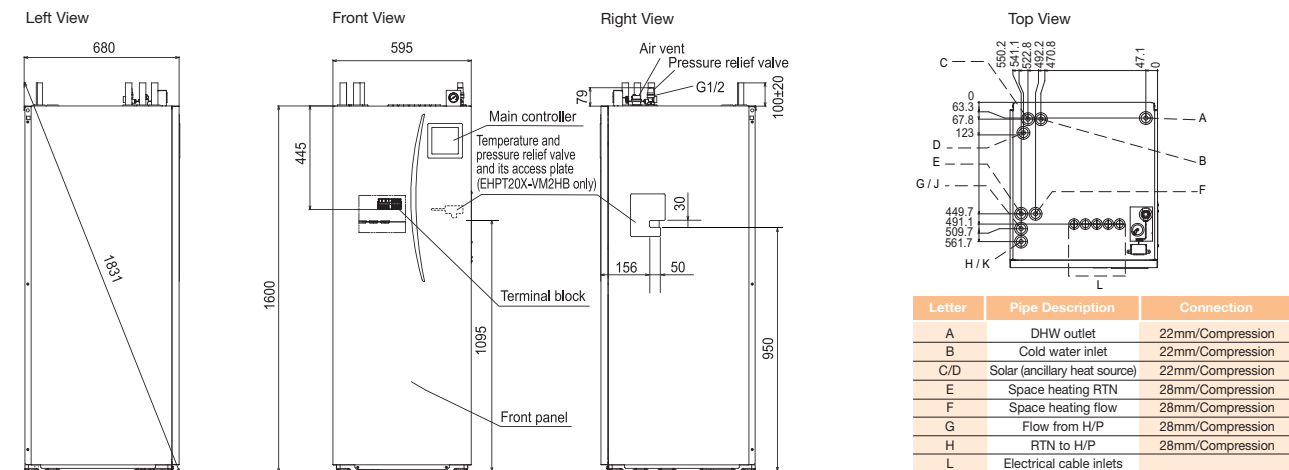 Left View
680
1831
Front View
595
445
1600
1095
Main controller
Temperature and
pressure relief valve
and its access plate
(EHPT20X-VM2HB only)
Terminal block
Front panel
Right View
Air vent
Pressure relief valve
G1/2
79
100±20
30
156
50
950
Top View
550.2
541.1
522.8
492.2
470.8
47.1
0
C
0
63.3
67.8
123
D
E
G / J
449.7
491.1
509.7
561.7
H / K
A
B
F
L
Letter Pipe Description Connection
A DHW outlet 22mm/Compression
B Cold water inlet 22mm/Compression
C/D Solar (ancillary heat source) 22mm/Compression
E Space heating RTN 28mm/Compression
F Space heating flow 28mm/Compression
G Flow from H/P 28mm/Compression
H RTN to H/P 28mm/Compression
L Electrical cable inlets